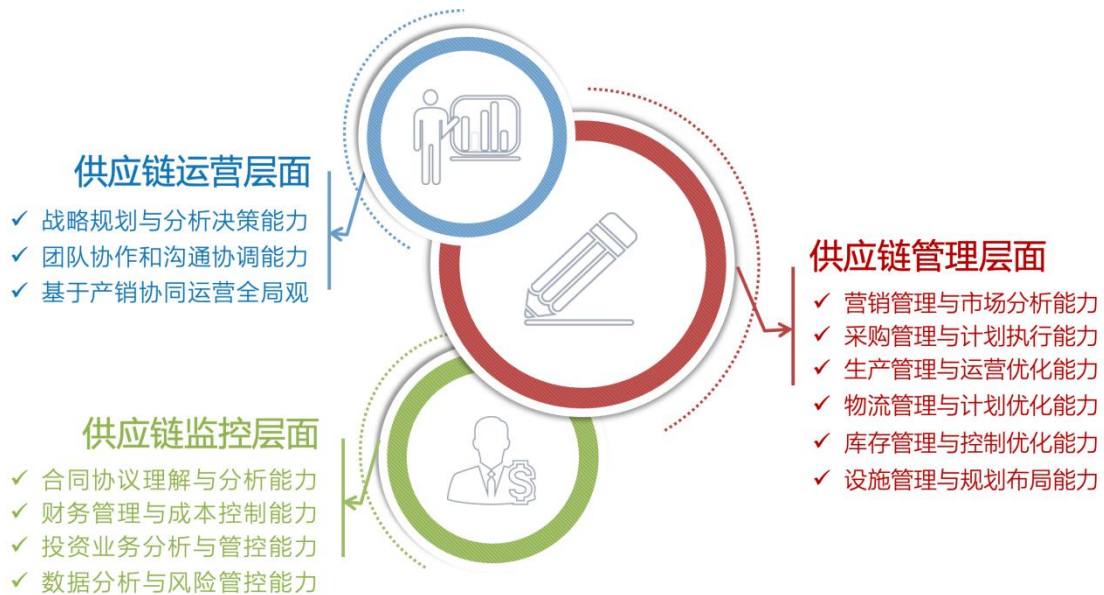 供应链运营层面
✓ 战略规划与分析决策能力
✓ 团队协作和沟通协调能力
✓ 基于产销协同运营全局观
供应链管理层面
✓ 营销管理与市场分析能力
✓ 采购管理与计划执行能力
✓ 生产管理与运营优化能力
✓ 物流管理与计划优化能力
✓ 库存管理与控制优化能力
✓ 设施管理与规划布局能力
供应链监控层面
✓ 合同协议理解与分析能力
✓ 财务管理与成本控制能力
✓ 投资业务分析与管控能力
✓ 数据分析与风险管控能力
$